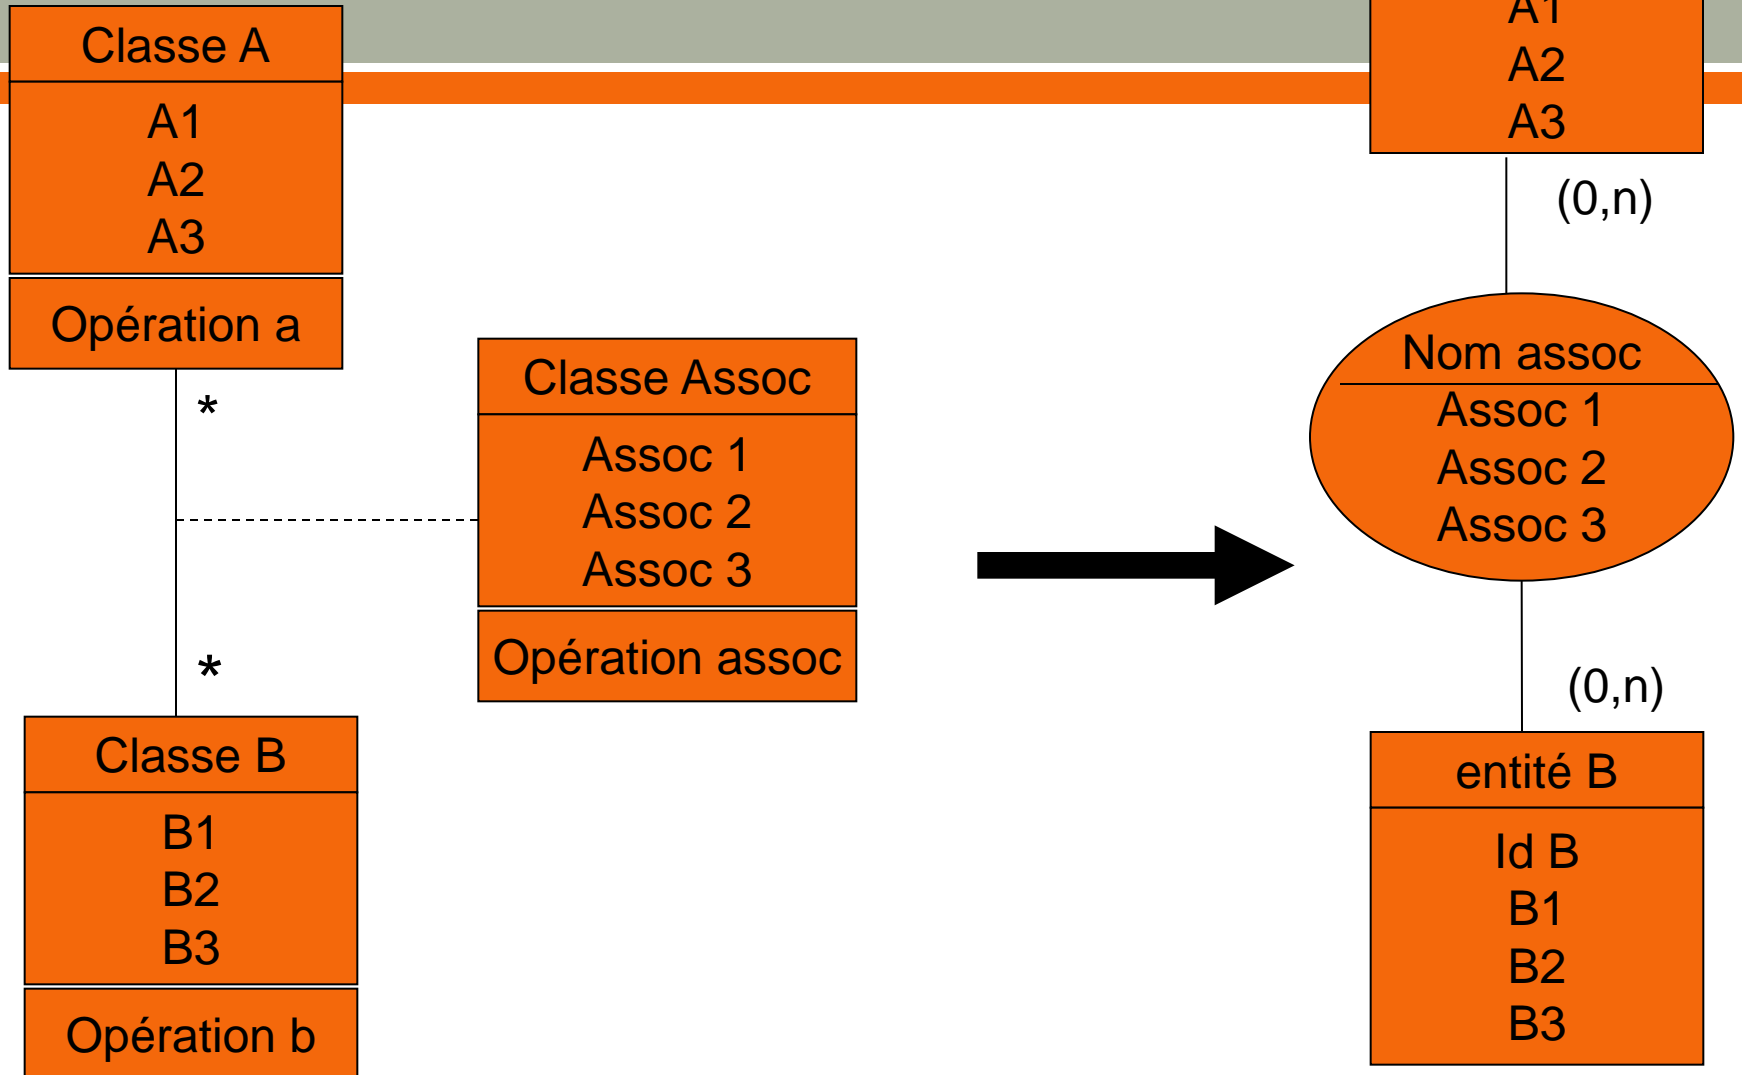 Classe A
A1
A2
A3
Opération a
*
*
Classe Assoc
Assoc 1
Assoc 2
Assoc 3
Opération assoc
Classe B
B1
B2
B3
Opération b
A1
A2
A3
(0,n)
Nom assoc
Assoc 1
Assoc 2
Assoc 3
(0,n)
entité B
Id B
B1
B2
B3